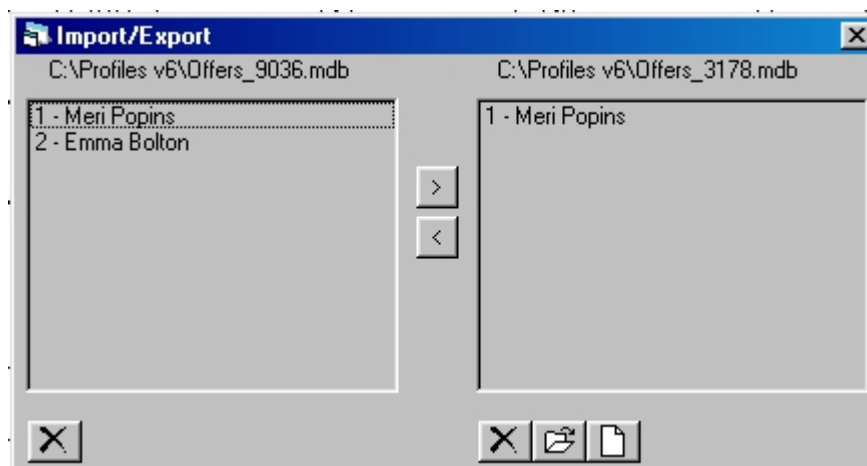 Import/Export
C:\Profiles v6\Offers_9036.mdb
C:\Profiles v6\Offers_3178.mdb
1 - Meri Popins
2 - Emma Bolton
1 - Meri Popins
>
<